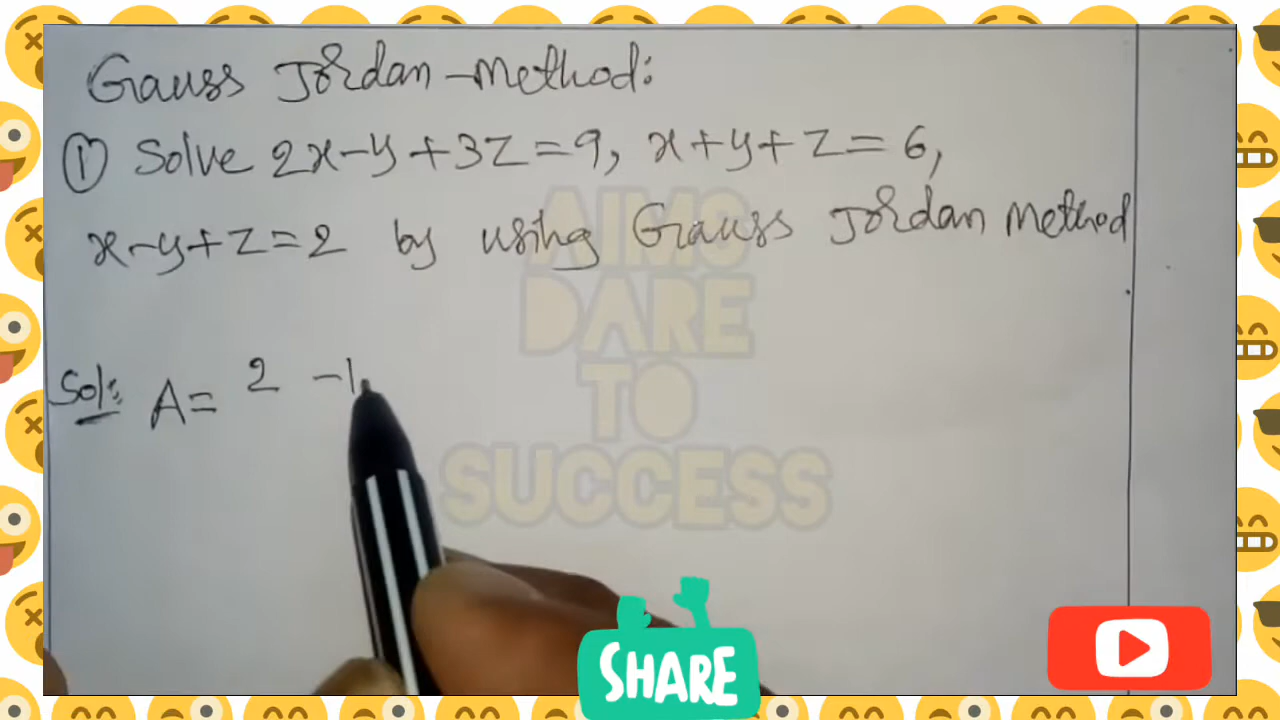 Gauss Jordan Method:
① Solve 2x-y+3z=9, x+y+z=6,
x-y+z=2 by using Gauss Jordan Method
AIMS
DARE
TO
SUCCESS
Sol: A= 2 -1
SHARE